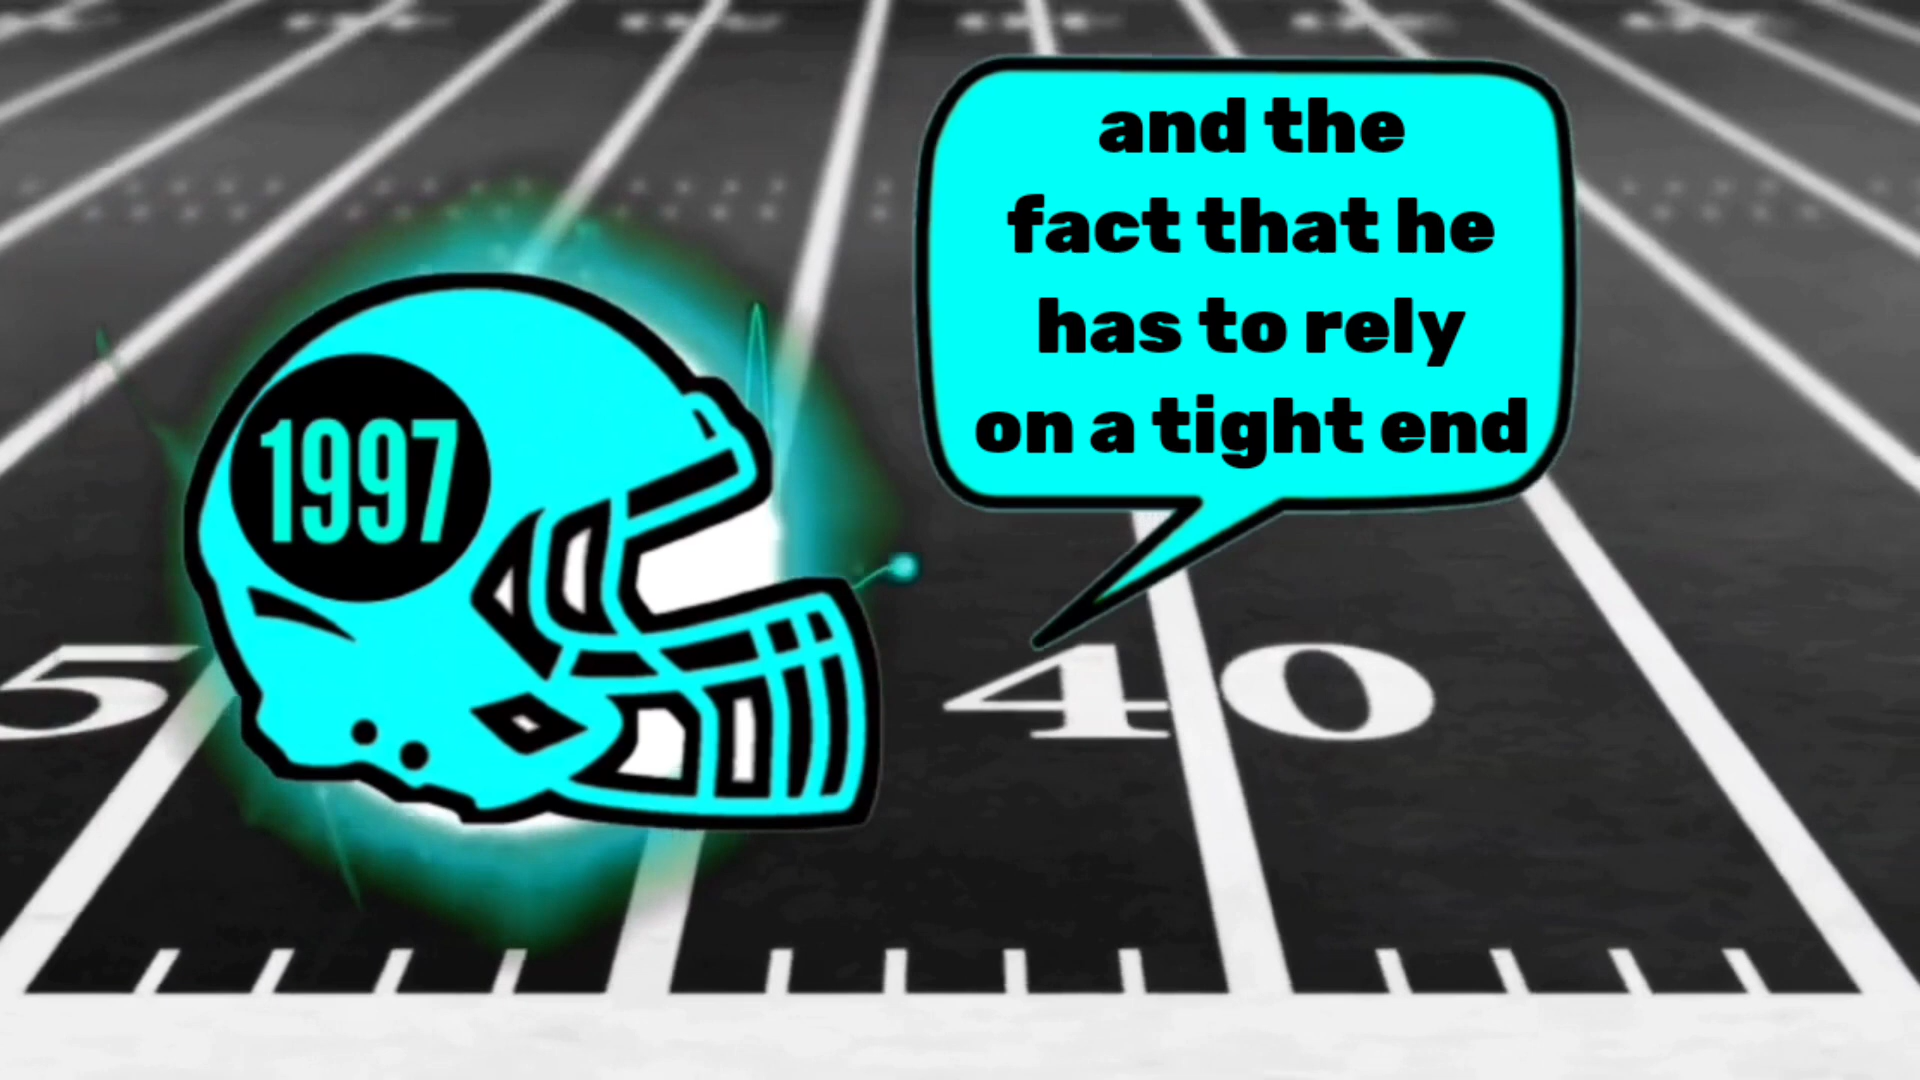 and the
fact that he
has to rely
on a tight end
1997
5
40